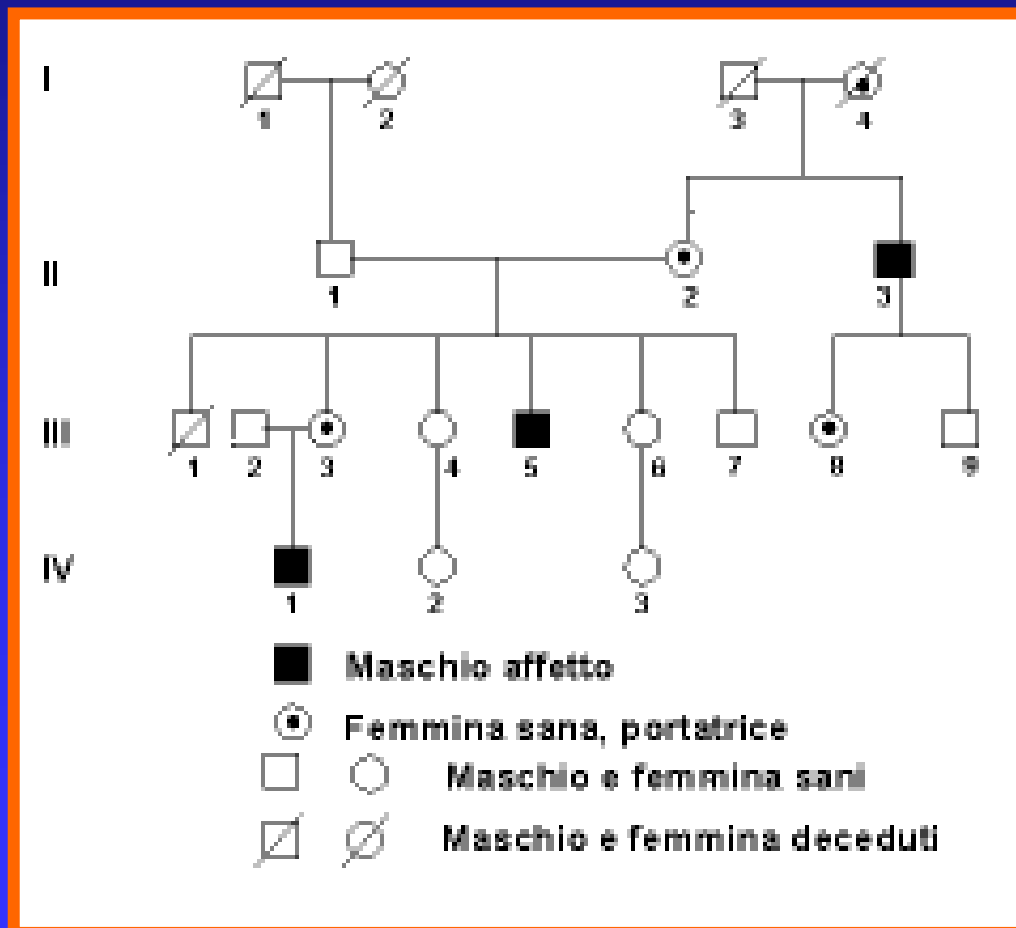 I
1 2 3 4
II
1 2 3
III
1 2 3 4 5 6 7 8 9
IV
1 2 3
Maschio affetto
Femmina sana, portatrice
Maschio e femmina sani
Maschio e femmina deceduti